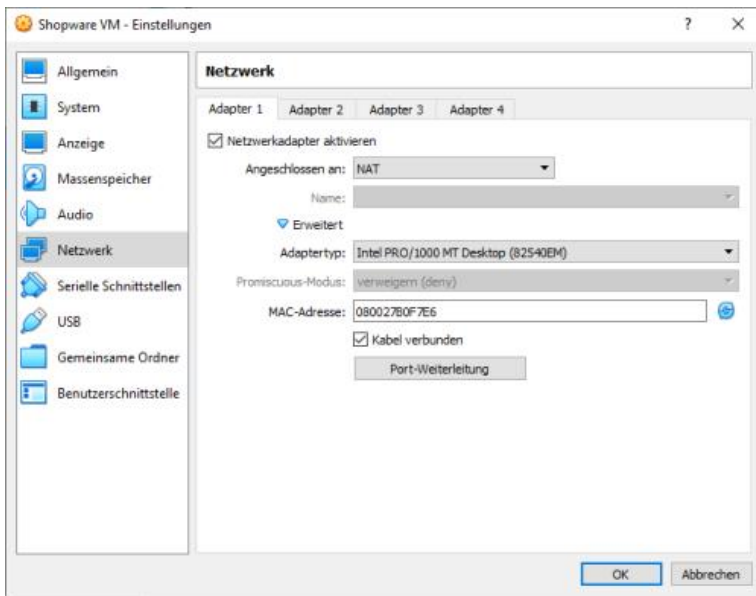 Shopware VM - Einstellungen
?
Allgemein
System
Anzeige
Massenspeicher
Audio
Netzwerk
Serielle Schnittstellen
USB
Gemeinsame Ordner
Benutzerschnittstelle
Netzwerk
Adapter 1 Adapter 2 Adapter 3 Adapter 4
Netzwerkadapter aktivieren
Angeschlossen an: NAT
Name:
Erweitert
Adaptertyp: Intel PRO/1000 MT Desktop (82540EM)
Promiscuous-Modus: verweigern (deny)
MAC-Adresse: 080027B0F7E6
Kabel verbunden
Port-Weiterleitung
OK Abbrechen